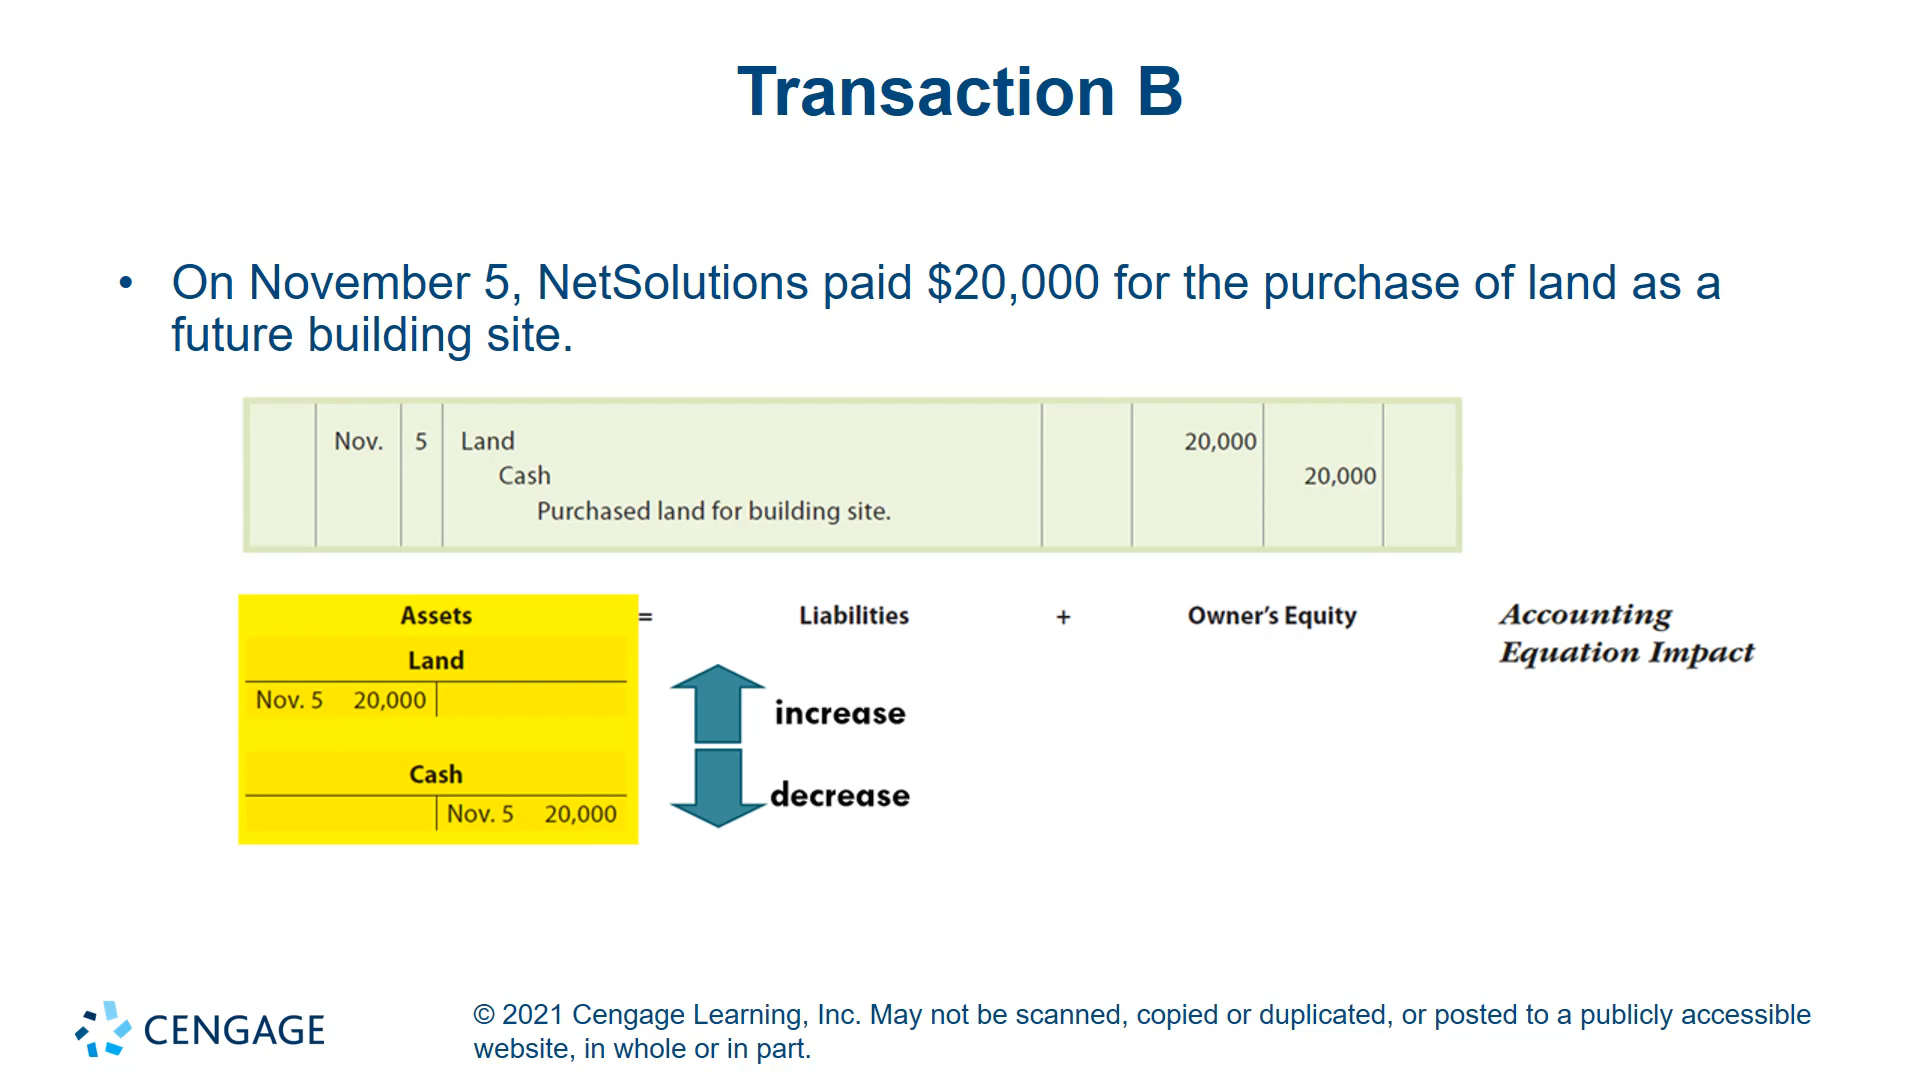 Transaction B
• On November 5, NetSolutions paid $20,000 for the purchase of land as a
future building site.
Nov. 5 Land 20,000
Cash 20,000
Purchased land for building site.
Assets = Liabilities + Owner’s Equity
Accounting
Equation Impact
Land
Nov. 5 20,000
increase
Cash
Nov. 5 20,000
decrease
CENGAGE
© 2021 Cengage Learning, Inc. May not be scanned, copied or duplicated, or posted to a publicly accessible
website, in whole or in part.